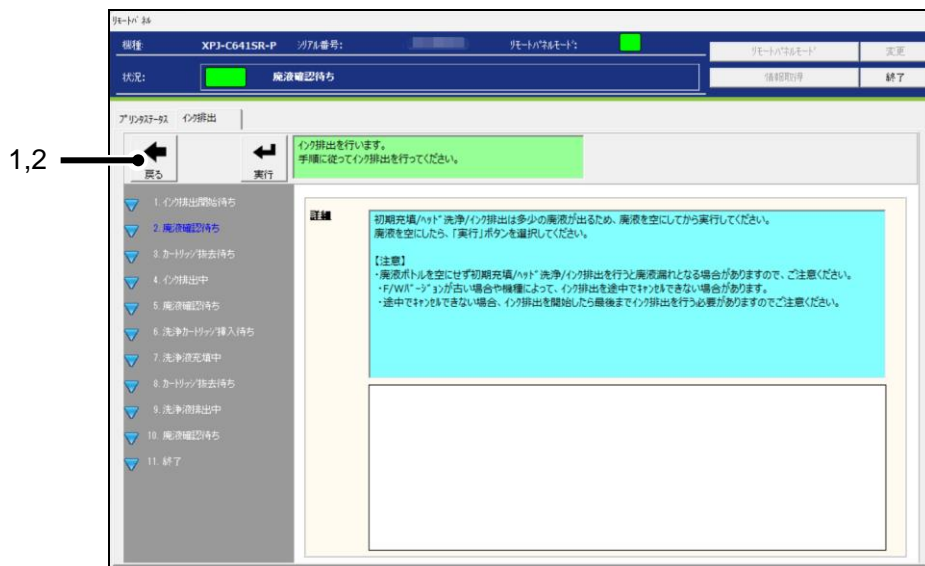 ﾘﾓｰﾄﾊﾟﾈﾙ
機種: XPJ-C641SR-P ｼﾘｱﾙ番号: ﾘﾓｰﾄﾊﾟﾈﾙﾓｰﾄﾞ:
ﾘﾓｰﾄﾊﾟﾈﾙﾓｰﾄﾞ 変更
状況: 廃液確認待ち
情報取得 終了
ﾌﾟﾘﾝﾀｽﾃｰﾀｽ ｲﾝｸ排出
1,2
戻る 実行
ｲﾝｸ排出を行います。
手順に従ってｲﾝｸ排出を行ってください。
1. ｲﾝｸ排出開始待ち
2. 廃液確認待ち
3. ｶｰﾄﾘｯｼﾞ抜去待ち
4. ｲﾝｸ排出中
5. 廃液確認待ち
6. 洗浄ｶｰﾄﾘｯｼﾞ挿入待ち
7. 洗浄液充填中
8. ｶｰﾄﾘｯｼﾞ抜去待ち
9. 洗浄液排出中
10. 廃液確認待ち
11. 終了
詳細
初期充填/ﾍｯﾄﾞ洗浄/ｲﾝｸ排出は多少の廃液が出るため、廃液を空にしてから実行してください。
廃液を空にしたら、「実行」ボタンを選択してください。
【注意】
・廃液ボトルを空にせず初期充填/ﾍｯﾄﾞ洗浄/ｲﾝｸ排出を行うと廃液漏れとなる場合がありますので、ご注意ください。
・F/Wﾊﾞｰｼﾞｮﾝが古い場合や機種によって、ｲﾝｸ排出を途中でｷｬﾝｾﾙできない場合があります。
・途中でｷｬﾝｾﾙできない場合、ｲﾝｸ排出を開始したら最後までｲﾝｸ排出を行う必要がありますのでご注意ください。